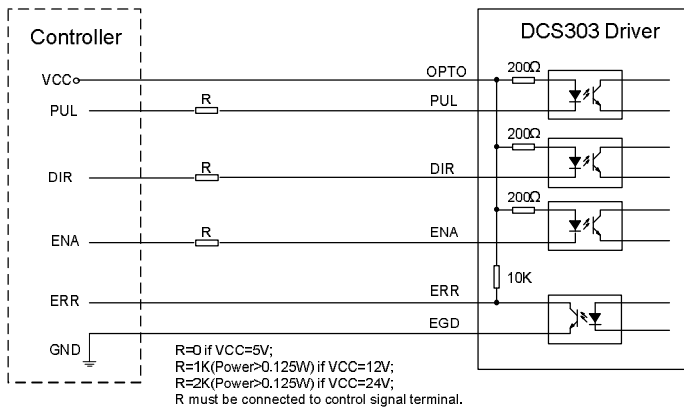 Controller
DCS303 Driver
VCC
OPTO
200Ω
PUL
R
PUL
200Ω
DIR
R
DIR
200Ω
ENA
R
ENA
10K
ERR
ERR
EGD
GND
R=0 if VCC=5V;
R=1K(Power>0.125W) if VCC=12V;
R=2K(Power>0.125W) if VCC=24V;
R must be connected to control signal terminal.